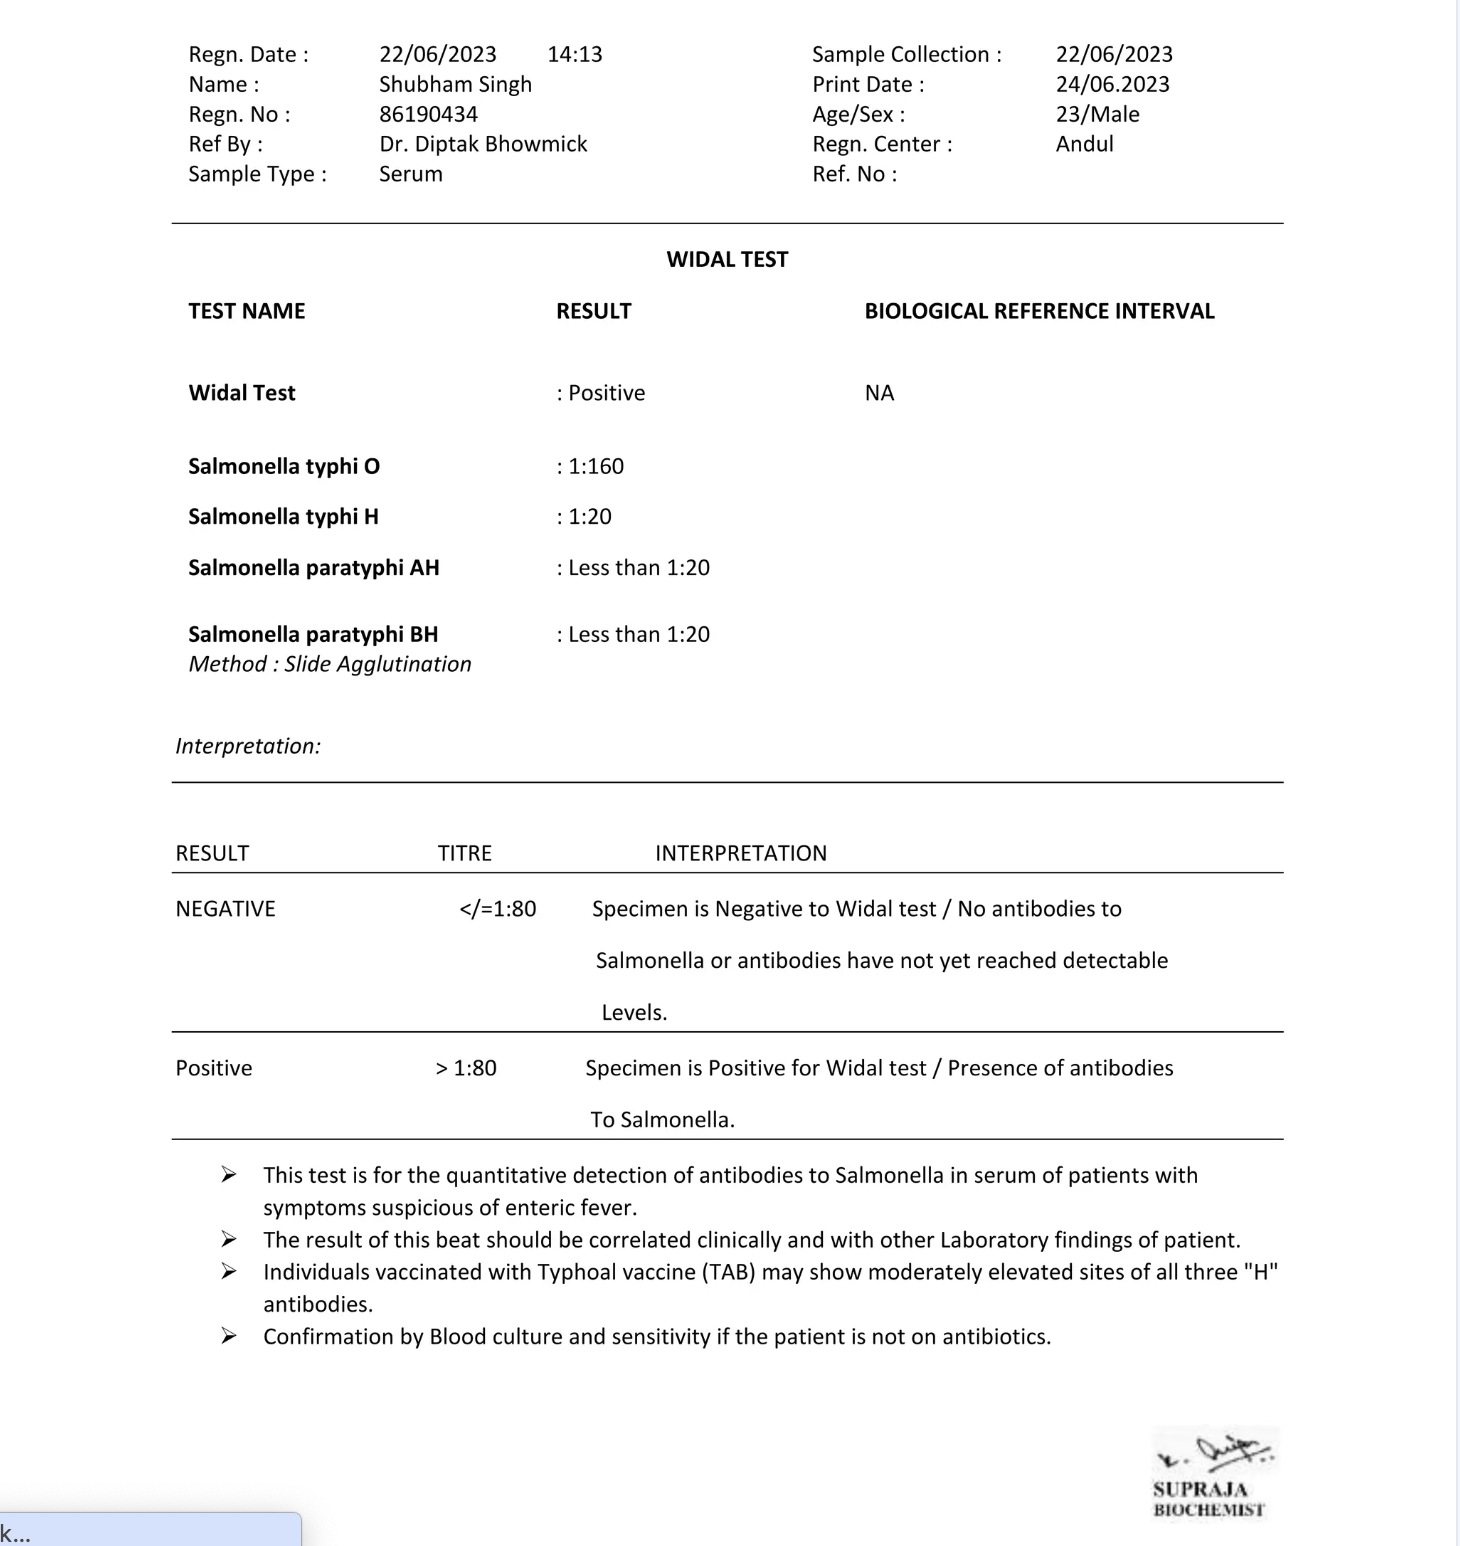 Regn. Date : 22/06/2023 14:13 Sample Collection : 22/06/2023
Name : Shubham Singh Print Date : 24/06.2023
Regn. No : 86190434 Age/Sex : 23/Male
Ref By : Dr. Diptak Bhowmick Regn. Center : Andul
Sample Type : Serum Ref. No :
WIDAL TEST
TEST NAME RESULT BIOLOGICAL REFERENCE INTERVAL
Widal Test : Positive NA
Salmonella typhi O : 1:160
Salmonella typhi H : 1:20
Salmonella paratyphi AH : Less than 1:20
Salmonella paratyphi BH : Less than 1:20
Method : Slide Agglutination
Interpretation:
RESULT TITRE INTERPRETATION
NEGATIVE </=1:80 Specimen is Negative to Widal test / No antibodies to
Salmonella or antibodies have not yet reached detectable
Levels.
Positive > 1:80 Specimen is Positive for Widal test / Presence of antibodies
To Salmonella.
➢ This test is for the quantitative detection of antibodies to Salmonella in serum of patients with
symptoms suspicious of enteric fever.
➢ The result of this beat should be correlated clinically and with other Laboratory findings of patient.
➢ Individuals vaccinated with Typhoal vaccine (TAB) may show moderately elevated sites of all three "H"
antibodies.
➢ Confirmation by Blood culture and sensitivity if the patient is not on antibiotics.
SUPRAJA
BIOCHEMIST
k...